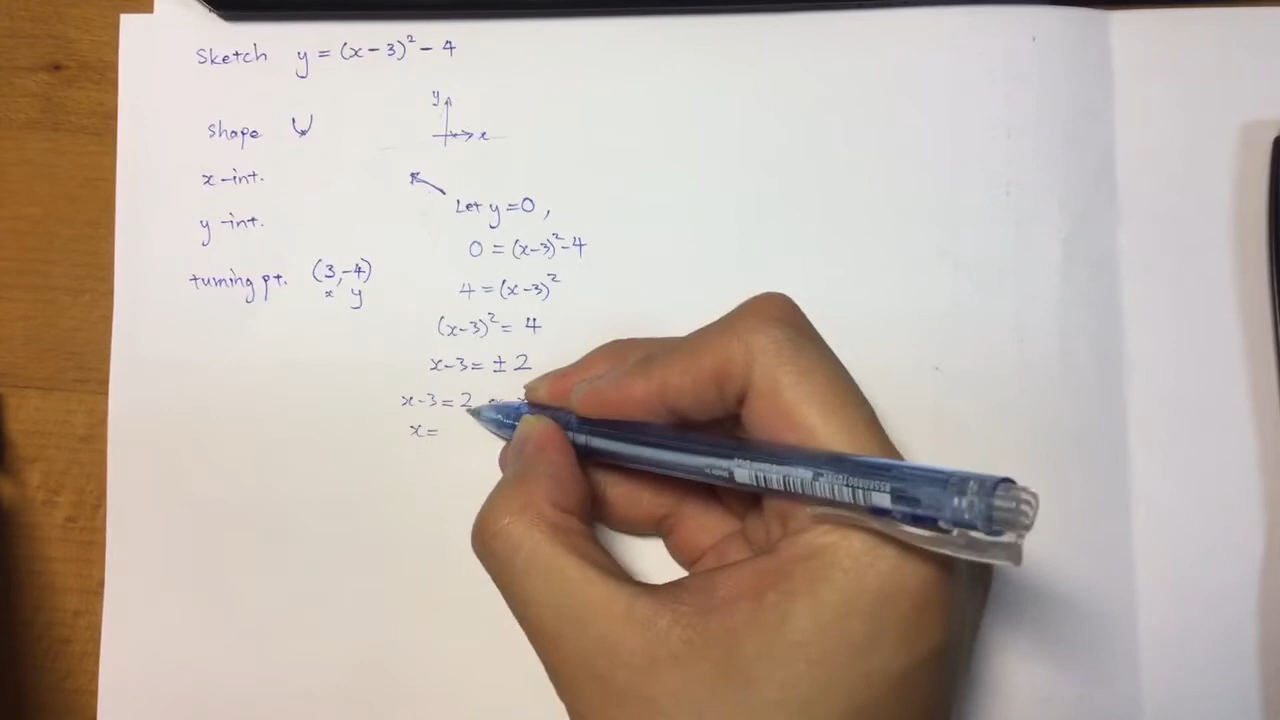 Sketch y = (x-3)² - 4
shape
y
x
x-int.
y-int.
turning pt. (3,-4)
x y
Let y=0,
0 = (x-3)²-4
4 = (x-3)²
(x-3)² = 4
x-3 = ± 2
x-3 = 2
x=